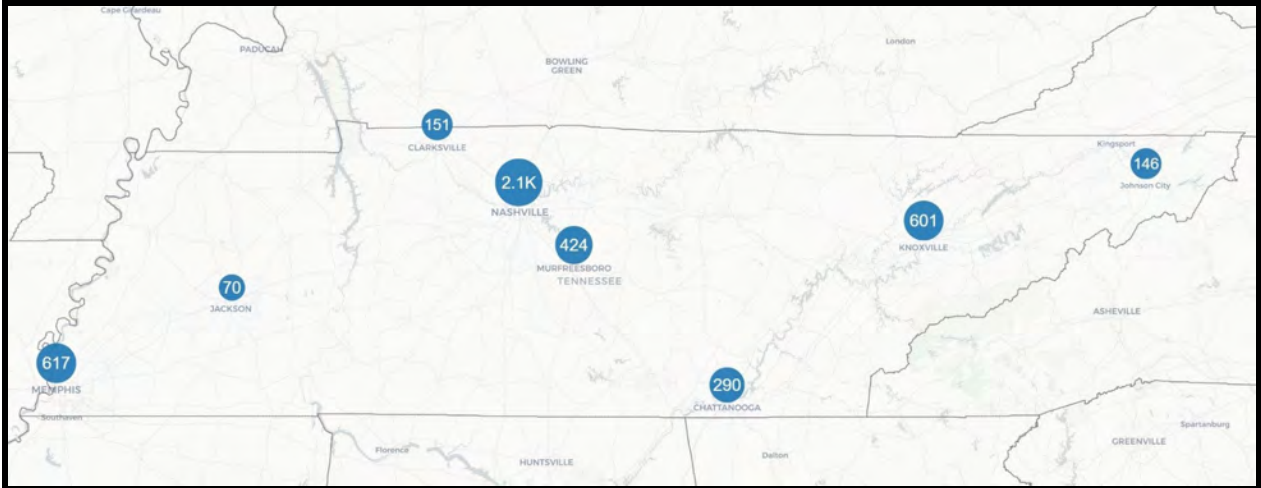 Cape Girardeau
PADUCAH
London
BOWLING
GREEN
151
CLARKSVILLE
Kingsport
146
Johnson City
2.1K
NASHVILLE
601
KNOXVILLE
424
MURFREESBORO
TENNESSEE
70
JACKSON
ASHEVILLE
617
MEMPHIS
290
CHATTANOOGA
Southaven
Spartanburg
GREENVILLE
Florence
HUNTSVILLE
Dalton